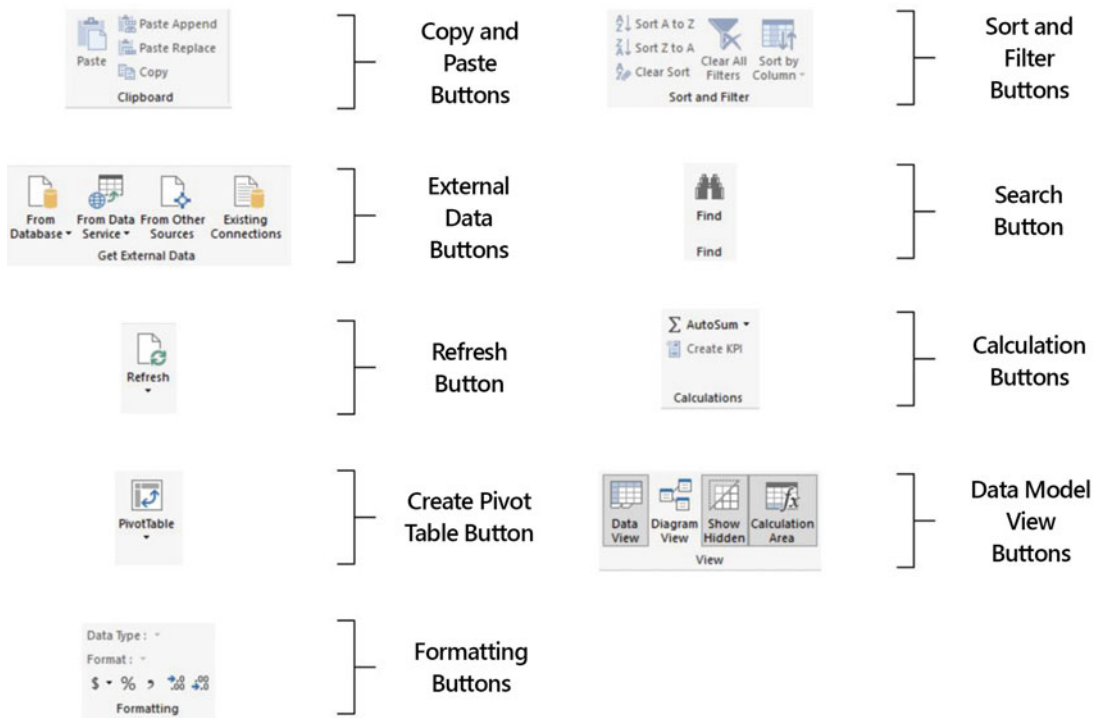 Paste
Paste Append
Paste Replace
Copy
Clipboard
Copy and
Paste
Buttons
Sort A to Z
Sort Z to A
Clear Sort
Clear All
Filters
Sort by
Column
Sort and Filter
Sort and
Filter
Buttons
From
Database
From Data
Service
From Other
Sources
Existing
Connections
Get External Data
External
Data
Buttons
Find
Find
Search
Button
Refresh
Refresh
Button
Σ AutoSum
Create KPI
Calculations
Calculation
Buttons
PivotTable
Create Pivot
Table Button
Data
View
Diagram
View
Show
Hidden
Calculation
Area
View
Data Model
View
Buttons
Data Type :
Format :
$ % , .0 .00 .00 .0
Formatting
Formatting
Buttons